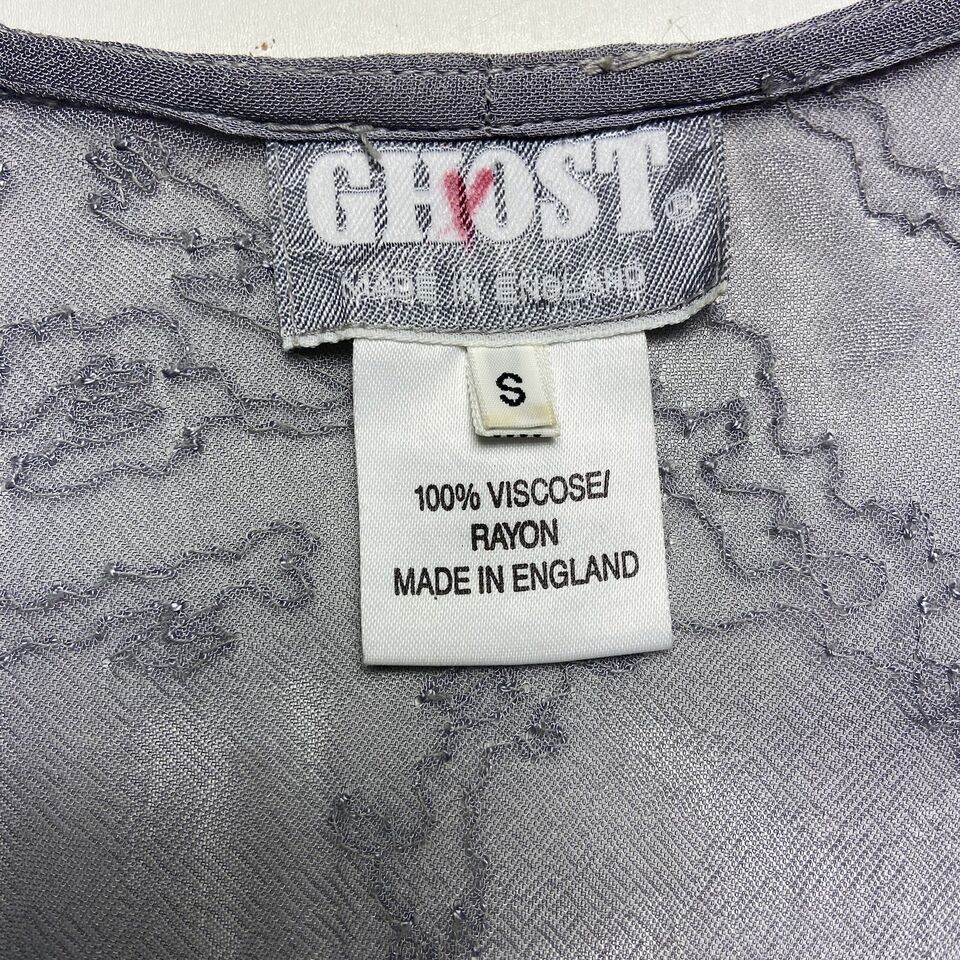 GHOST®
MADE IN ENGLAND
S
100% VISCOSE/
RAYON
MADE IN ENGLAND